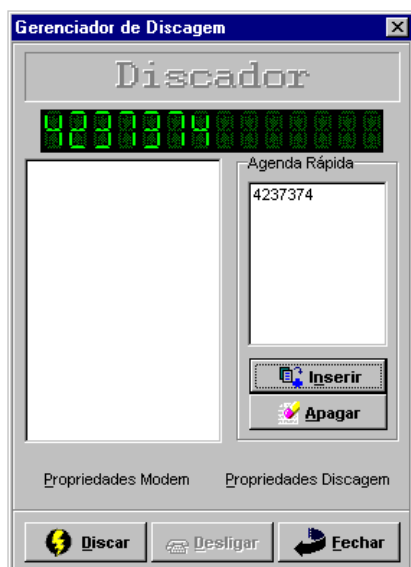 Gerenciador de Discagem
Discador
4237374
Agenda Rápida
4237374
Inserir
Apagar
Propriedades Modem Propriedades Discagem
Discar Desligar Fechar